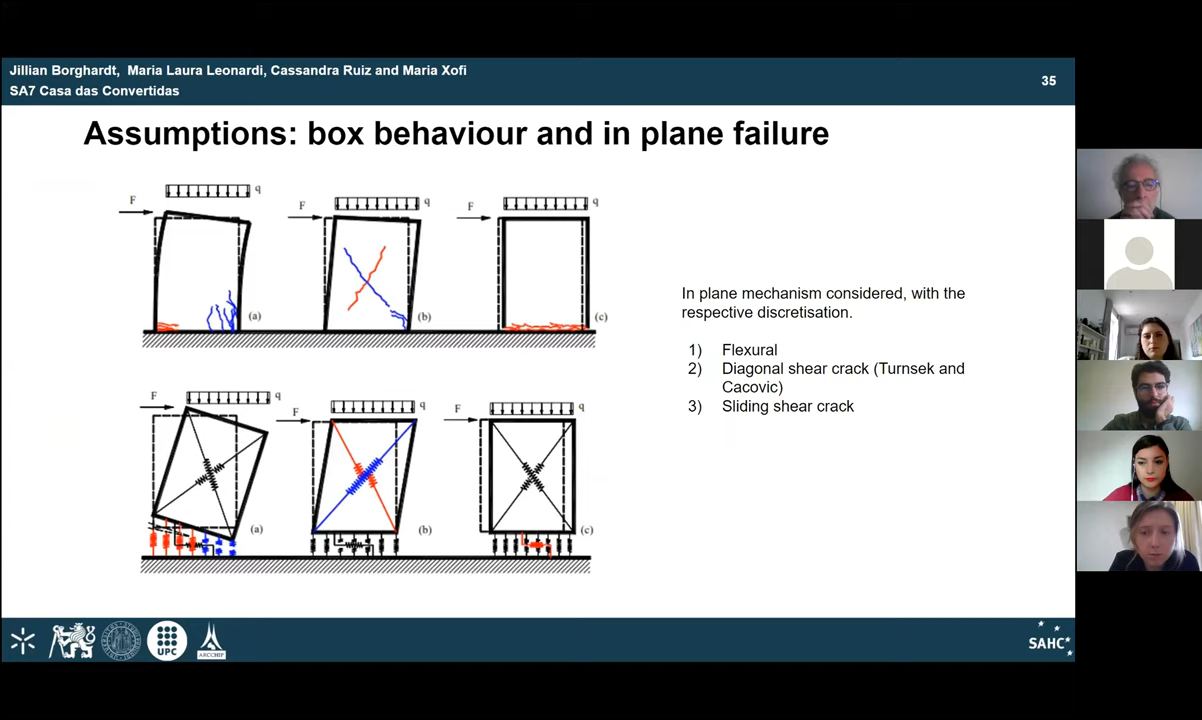 Jillian Borghardt,  Maria Laura Leonardi, Cassandra Ruiz and Maria Xofi
SA7 Casa das Convertidas
35
Assumptions: box behaviour and in plane failure
F
q
(a)
F
q
(b)
F
q
(c)
F
q
(a)
F
q
(b)
F
q
(c)
In plane mechanism considered, with the
respective discretisation.
1) Flexural
2) Diagonal shear crack (Turnsek and
Cacovic)
3) Sliding shear crack
UPC
ARCCHIP
SAHC